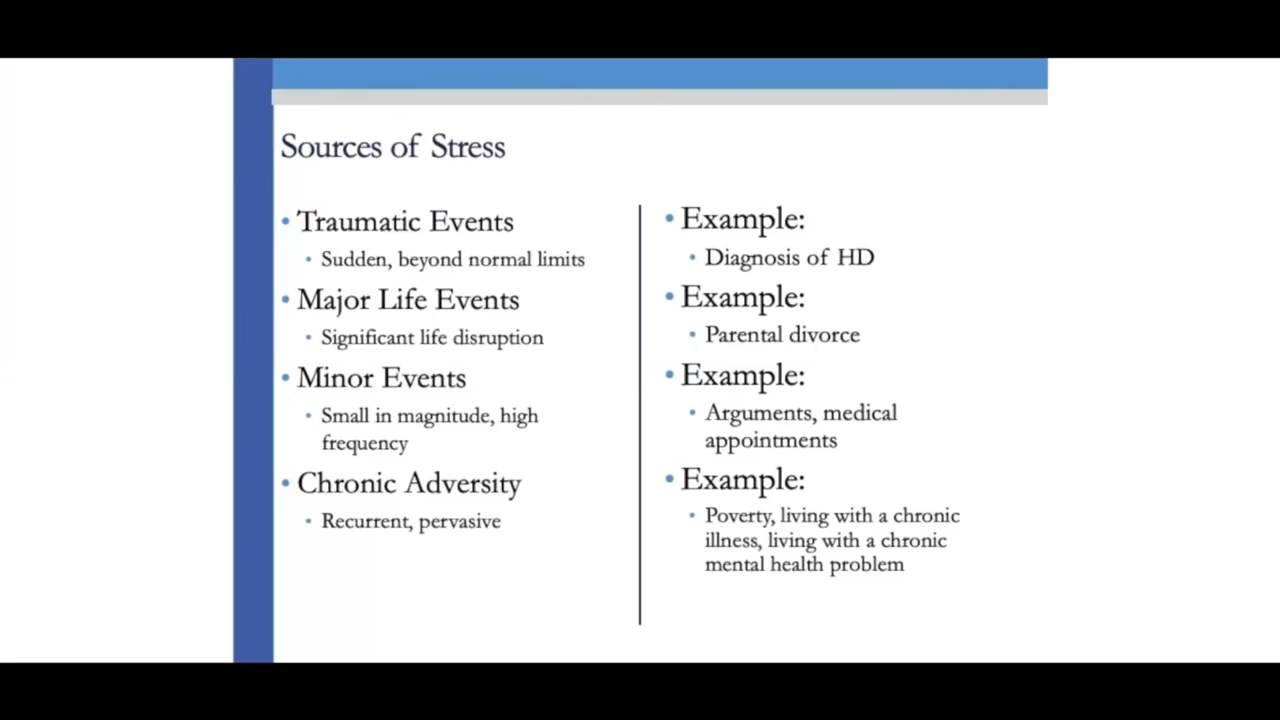 Sources of Stress
• Traumatic Events
• Sudden, beyond normal limits
• Major Life Events
• Significant life disruption
• Minor Events
• Small in magnitude, high
frequency
• Chronic Adversity
• Recurrent, pervasive
• Example:
• Diagnosis of HD
• Example:
• Parental divorce
• Example:
• Arguments, medical
appointments
• Example:
• Poverty, living with a chronic
illness, living with a chronic
mental health problem